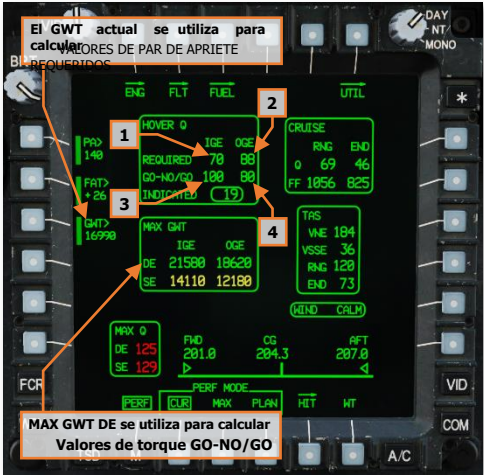 El GWT actual se utiliza para
calcular VALORES DE PAR DE APRIETE
REQUERIDOS
DAY
NT
MONO
BRT
ENG FLT FUEL UTIL
*
1
2
3
4
HOVER Q
IGE OGE
REQUIRED 70 88
GO-NO/GO 100 80
INDICATED 19
CRUISE
RNG END
Q 69 46
FF 1056 825
PA>
140
FAT>
+26
GWT>
16990
MAX GWT
IGE OGE
DE 21580 18620
SE 14110 12180
TAS
VNE 184
VSSE 36
RNG 120
END 73
WIND CALM
MAX Q
DE 125
SE 129
FWD CG AFT
201.0 204.3 207.0
PERF MODE
PERF CUR MAX PLAN HIT WT
FCR
VID
COM
A/C
TSD M
MAX GWT DE se utiliza para calcular
Valores de torque GO-NO/GO